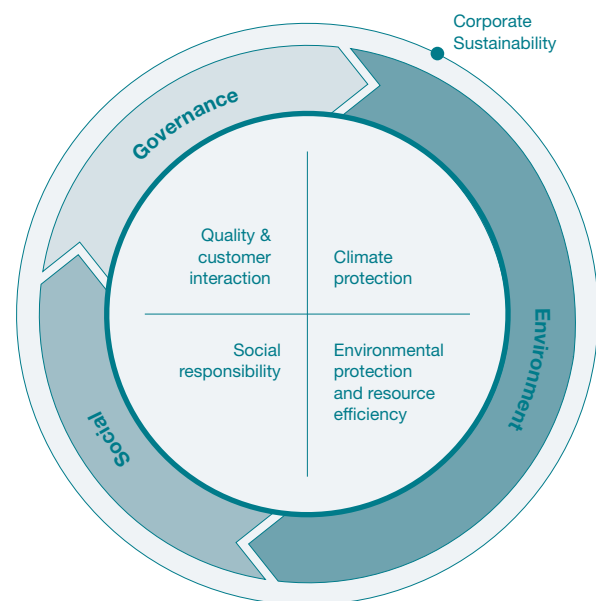 Corporate
Sustainability
Governance
Quality &
customer
interaction
Climate
protection
Environment
Social
responsibility
Environmental
protection
and resource
efficiency
Social